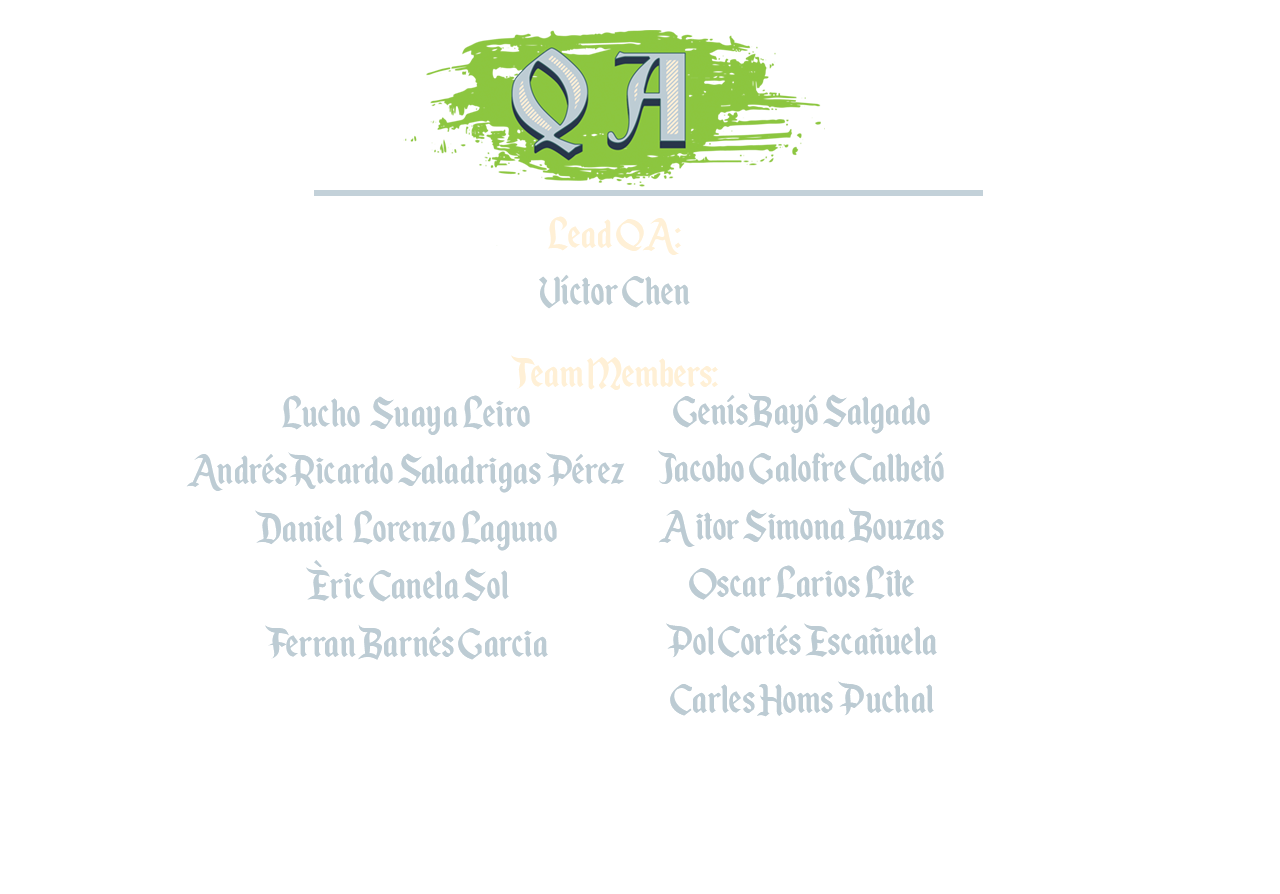 QA
Lead QA:
Víctor Chen
Team Members:
Lucho Suaya Leiro
Andrés Ricardo Saladrigas Pérez
Daniel Lorenzo Laguno
Èric Canela Sol
Ferran Barnés Garcia
Genís Bayó Salgado
Jacobo Galofre Calbetó
Aitor Simona Bouzas
Oscar Larios Lite
Pol Cortés Escañuela
Carles Homs Puchal